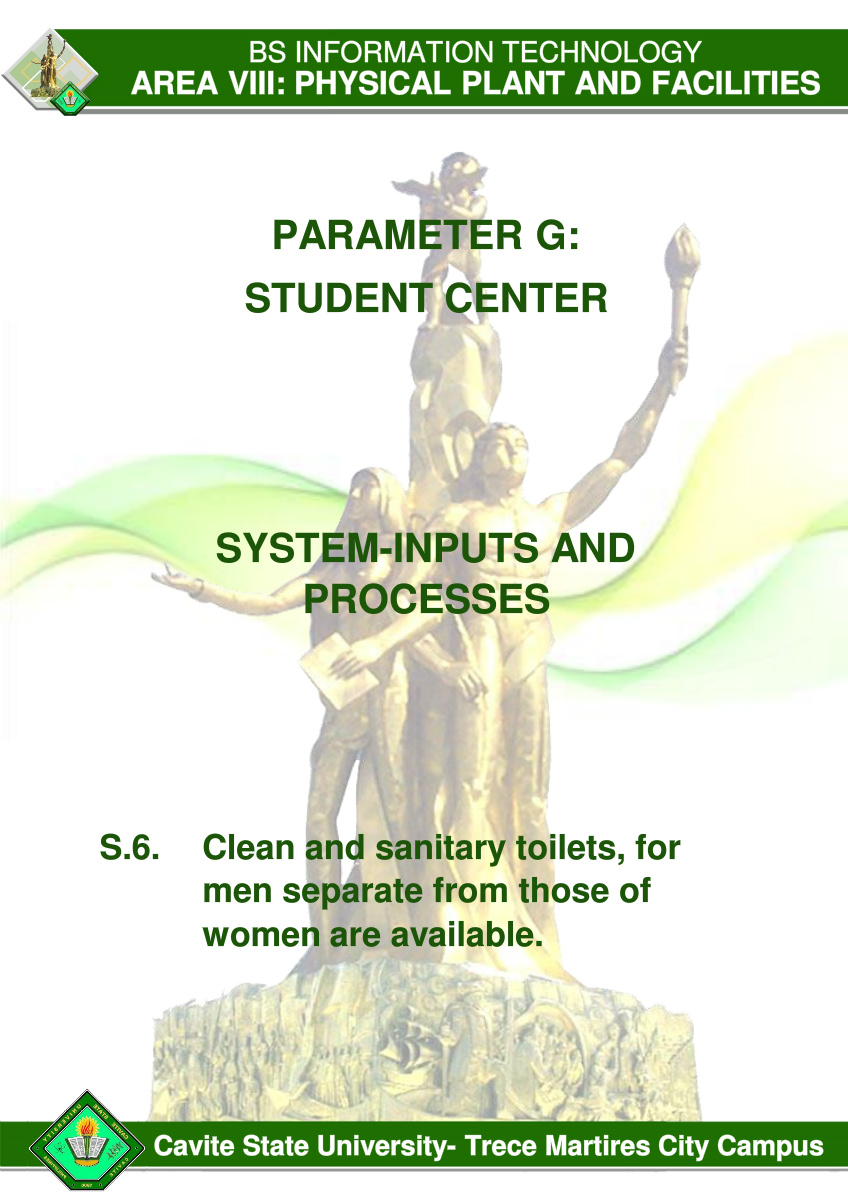 BS INFORMATION TECHNOLOGY
AREA VIII: PHYSICAL PLANT AND FACILITIES
PARAMETER G:
STUDENT CENTER
SYSTEM-INPUTS AND
PROCESSES
S.6. Clean and sanitary toilets, for
men separate from those of
women are available.
Cavite State University- Trece Martires City Campus